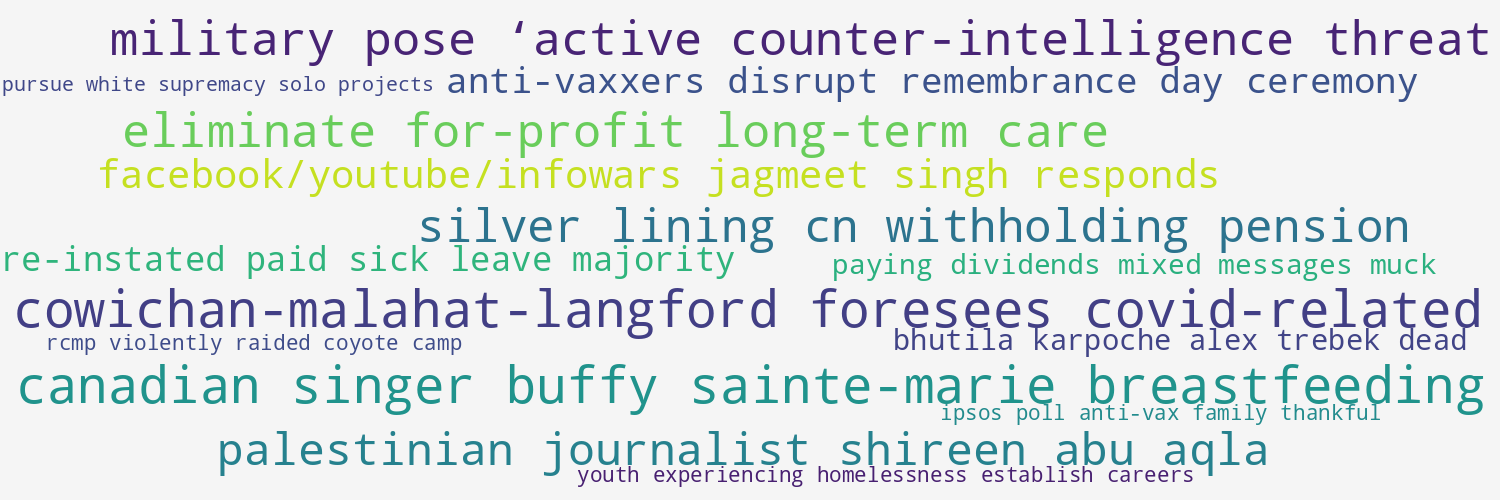 military pose ‘active counter-intelligence threat
pursue white supremacy solo projects
anti-vaxxers disrupt remembrance day ceremony
eliminate for-profit long-term care
facebook/youtube/infowars jagmeet singh responds
silver lining cn withholding pension
re-instated paid sick leave majority
paying dividends mixed messages muck
cowichan-malahat-langford foresees covid-related
rcmp violently raided coyote camp
bhutila karpoche alex trebek dead
canadian singer buffy sainte-marie breastfeeding
ipsos poll anti-vax family thankful
palestinian journalist shireen abu aqla
youth experiencing homelessness establish careers